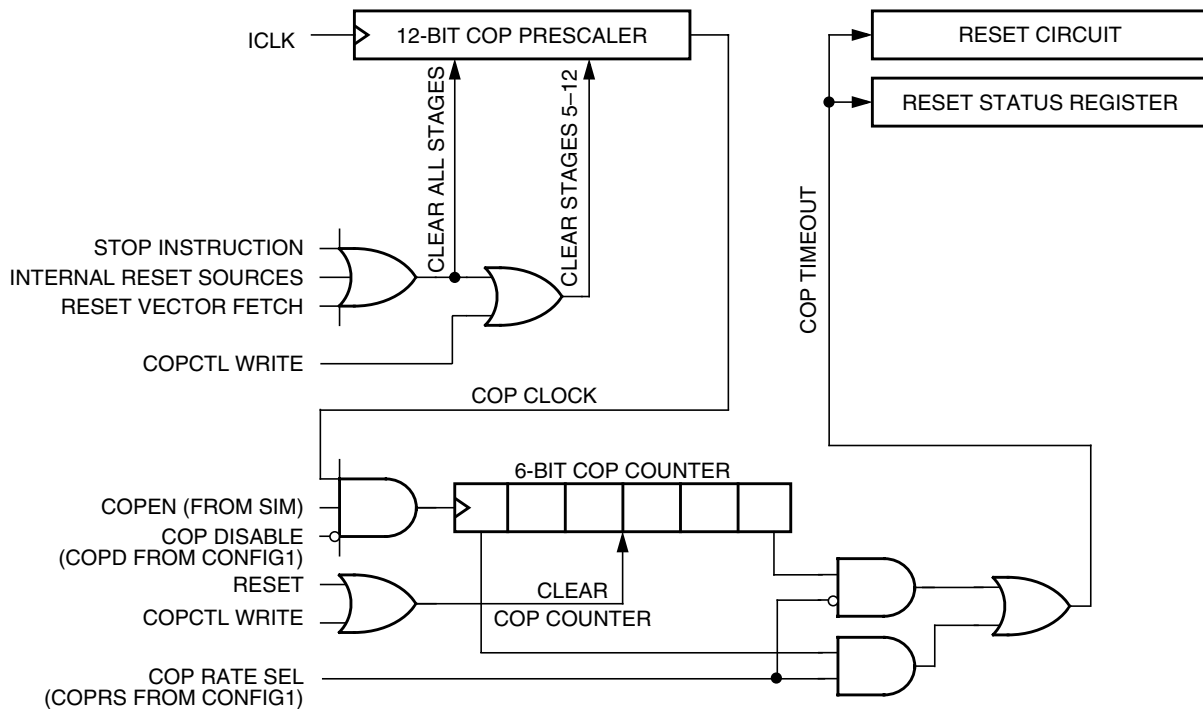 ICLK
12-BIT COP PRESCALER
RESET CIRCUIT
RESET STATUS REGISTER
CLEAR ALL STAGES
CLEAR STAGES 5–12
COP TIMEOUT
STOP INSTRUCTION
INTERNAL RESET SOURCES
RESET VECTOR FETCH
COPCTL WRITE
COP CLOCK
6-BIT COP COUNTER
COPEN (FROM SIM)
COP DISABLE
(COPD FROM CONFIG1)
RESET
CLEAR
COPCTL WRITE
COP COUNTER
COP RATE SEL
(COPRS FROM CONFIG1)